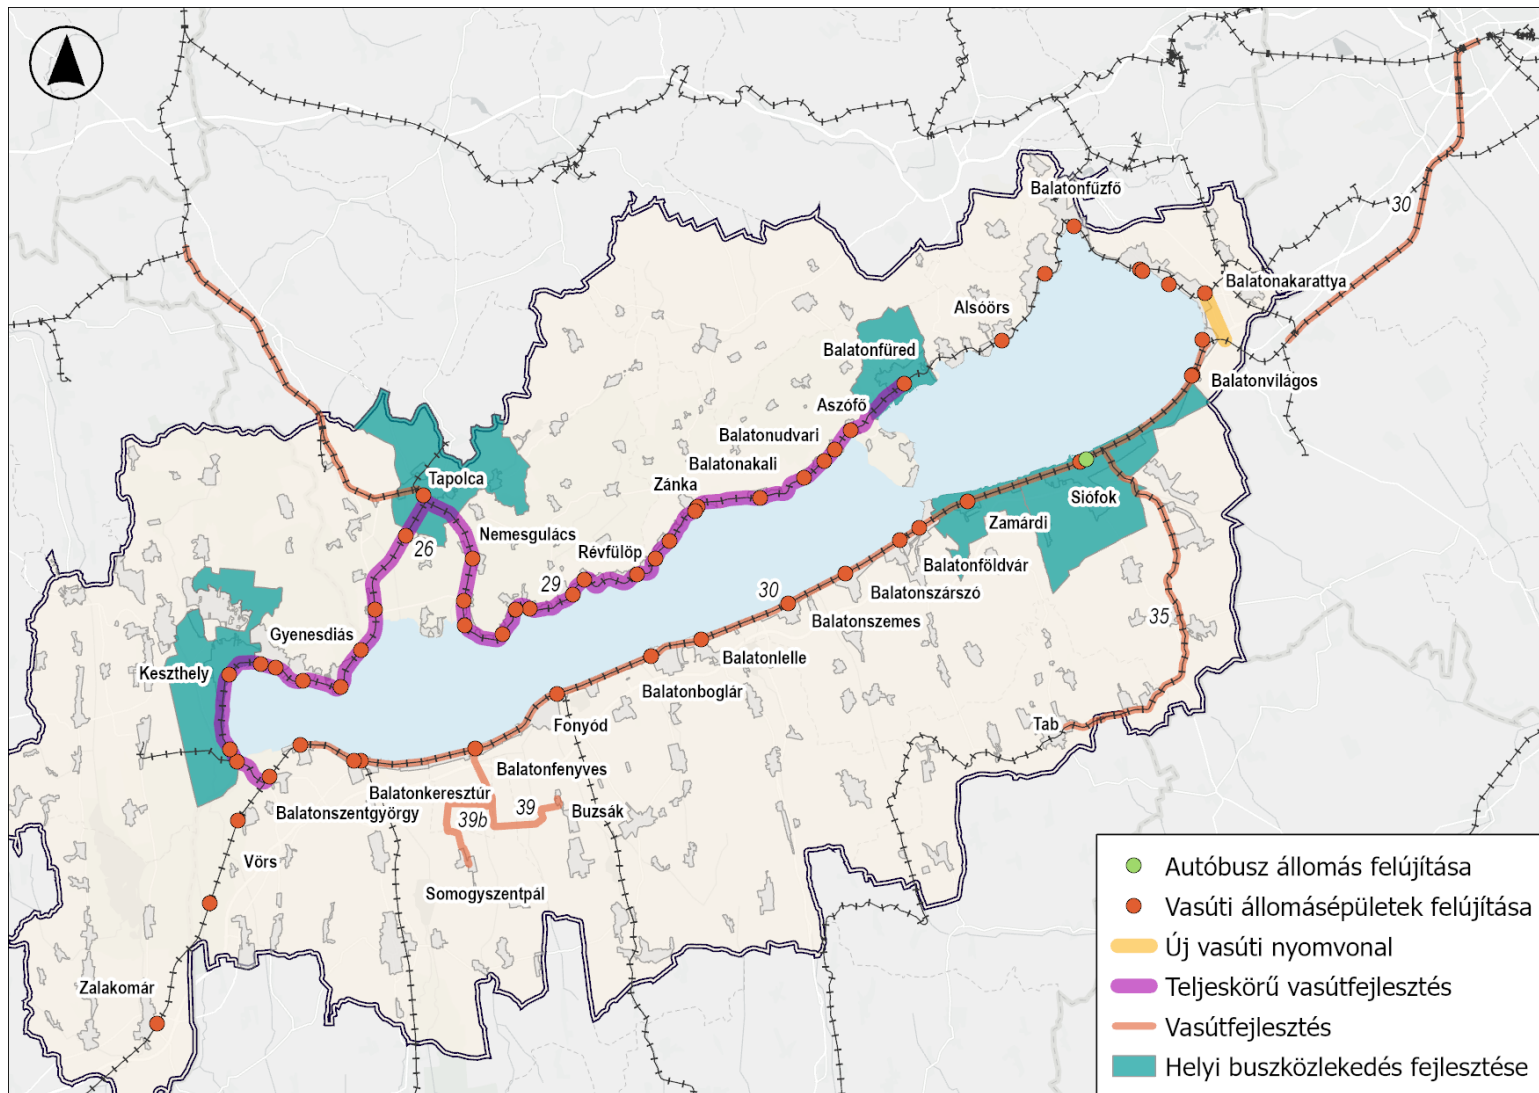 Balatonfűzfő
30
Balatonakarattya
Alsóörs
Balatonfüred
Balatonvilágos
Aszófő
Balatonudvari
Balatonakali
Tapolca
Zánka
Siófok
Zamárdi
Nemesgulács
26
Révfülöp
Balatonföldvár
29
30
Balatonszárszó
35
Balatonszemes
Gyenesdiás
Balatonlelle
Keszthely
Balatonboglár
Fonyód
Tab
Balatonfenyves
Balatonkeresztúr
39
Buzsák
Balatonszentgyörgy
39b
Vörs
Somogyszentpál
Zalakomár
Autóbusz állomás felújítása
Vasúti állomásépületek felújítása
Új vasúti nyomvonal
Teljeskörű vasútfejlesztés
Vasútfejlesztés
Helyi buszközlekedés fejlesztése